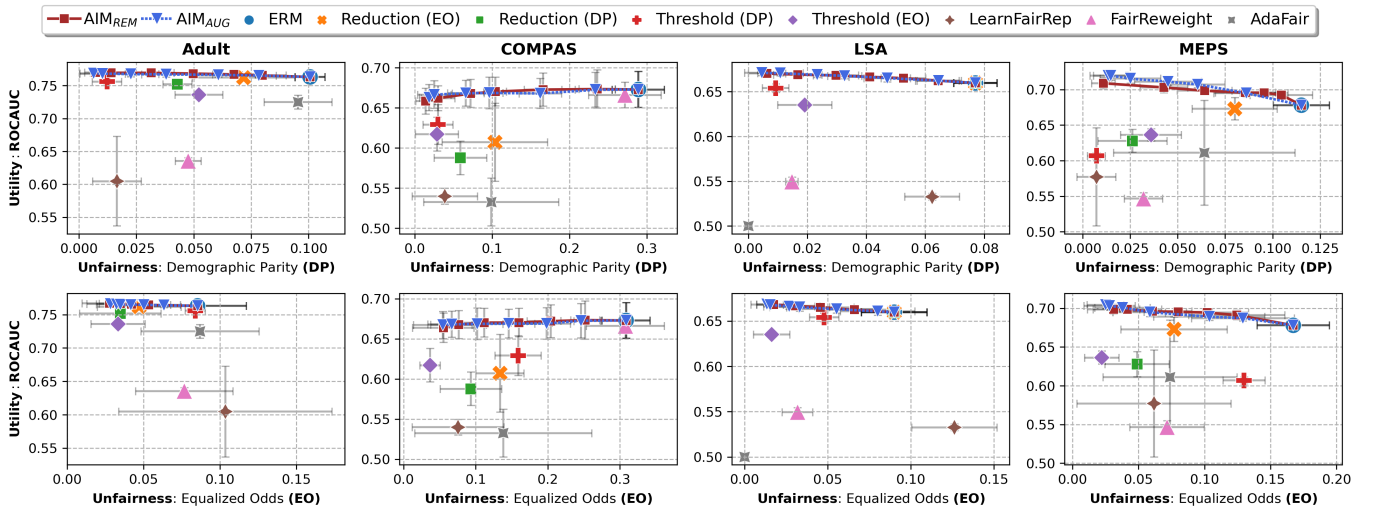 AIM_REM AIM_AUG ERM Reduction (EO) Reduction (DP) Threshold (DP) Threshold (EO) LearnFairRep FairReweight AdaFair
Adult COMPAS LSA MEPS
Utility: ROCAUC
0.75
0.70
0.65
0.60
0.55
0.000 0.025 0.050 0.075 0.100
Unfairness: Demographic Parity (DP)
0.70
0.65
0.60
0.55
0.50
0.0 0.1 0.2 0.3
Unfairness: Demographic Parity (DP)
0.65
0.60
0.55
0.50
0.00 0.02 0.04 0.06 0.08
Unfairness: Demographic Parity (DP)
0.70
0.65
0.60
0.55
0.50
0.000 0.025 0.050 0.075 0.100 0.125
Unfairness: Demographic Parity (DP)
Utility: ROCAUC
0.75
0.70
0.65
0.60
0.55
0.00 0.05 0.10 0.15
Unfairness: Equalized Odds (EO)
0.70
0.65
0.60
0.55
0.50
0.0 0.1 0.2 0.3
Unfairness: Equalized Odds (EO)
0.65
0.60
0.55
0.50
0.00 0.05 0.10 0.15
Unfairness: Equalized Odds (EO)
0.70
0.65
0.60
0.55
0.50
0.00 0.05 0.10 0.15 0.20
Unfairness: Equalized Odds (EO)